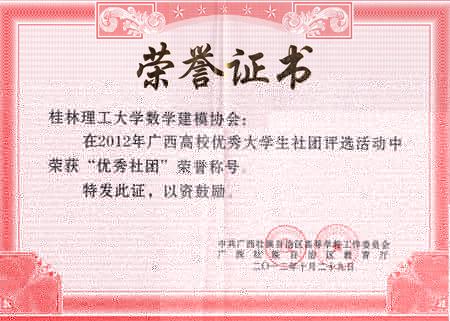 荣誉证书
桂林理工大学数学建模协会：
在2012年广西高校优秀大学生社团评选活动中
荣获“优秀社团”荣誉称号。
特发此证，以资鼓励。
中共广西壮族自治区高等学校工作委员会
广西壮族自治区教育厅
二〇一三年十月二十九日